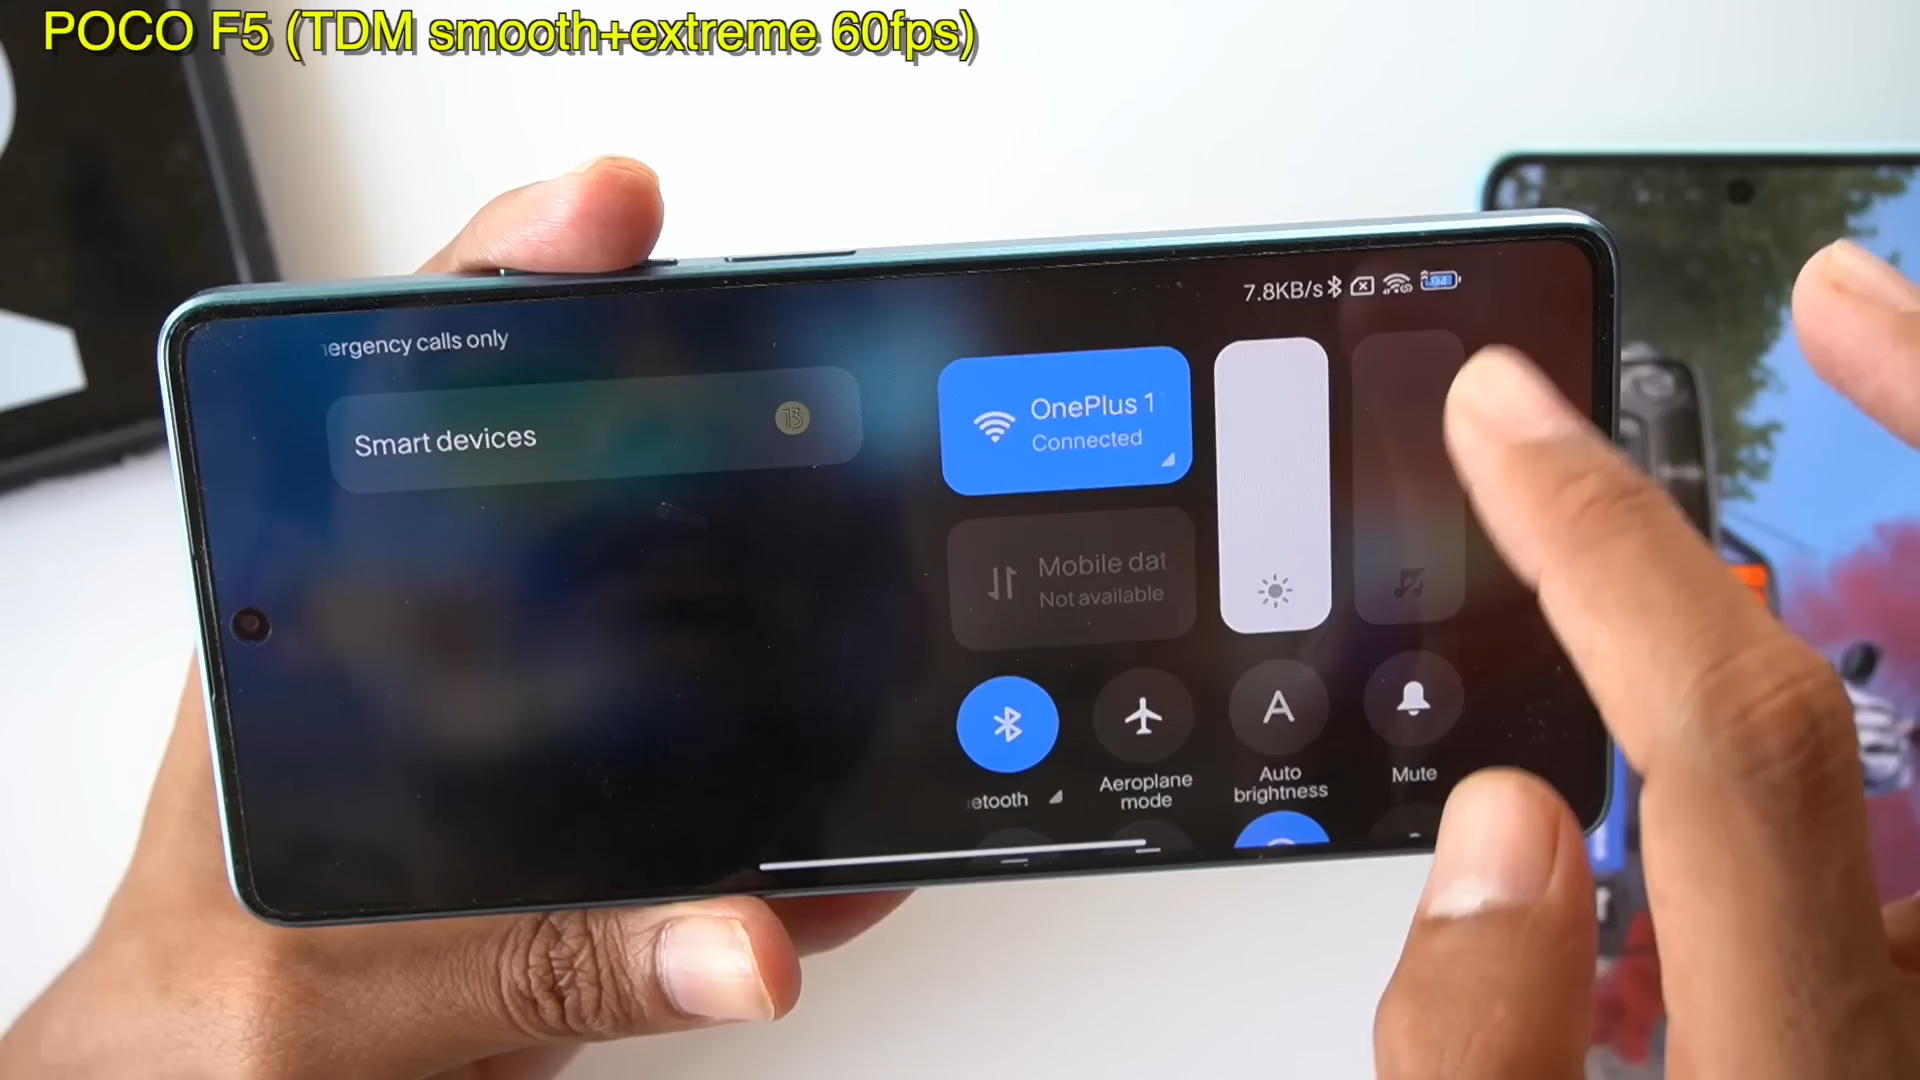 POCO F5 (TDM smooth+extreme 60fps)
7.8KB/s
ergency calls only
Smart devices
13
OnePlus 1
Connected
Mobile dat
Not available
A
etooth
Aeroplane
mode
Auto
brightness
Mute